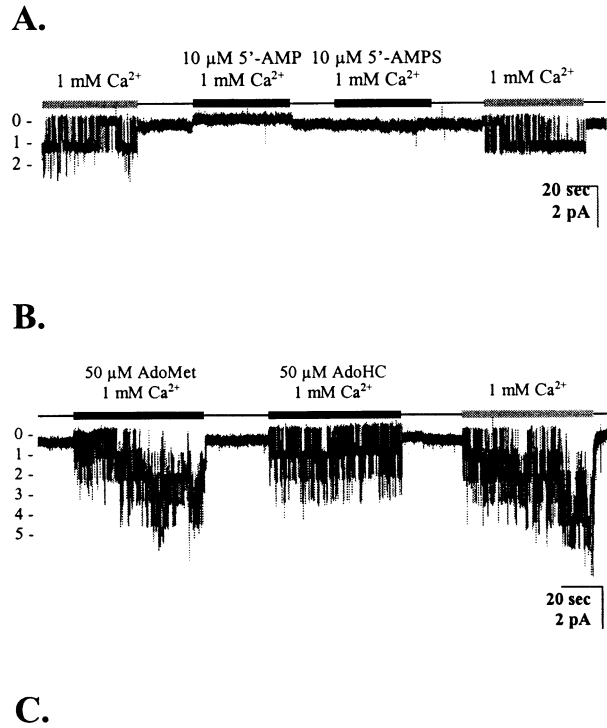 A.
10 µM 5'-AMP 10 µM 5'-AMPS
1 mM Ca²⁺ 1 mM Ca²⁺ 1 mM Ca²⁺ 1 mM Ca²⁺
0 -
1 -
2 -
20 sec
2 pA
B.
50 µM AdoMet 50 µM AdoHC
1 mM Ca²⁺ 1 mM Ca²⁺ 1 mM Ca²⁺
0 -
1 -
2 -
3 -
4 -
5 -
20 sec
2 pA
C.